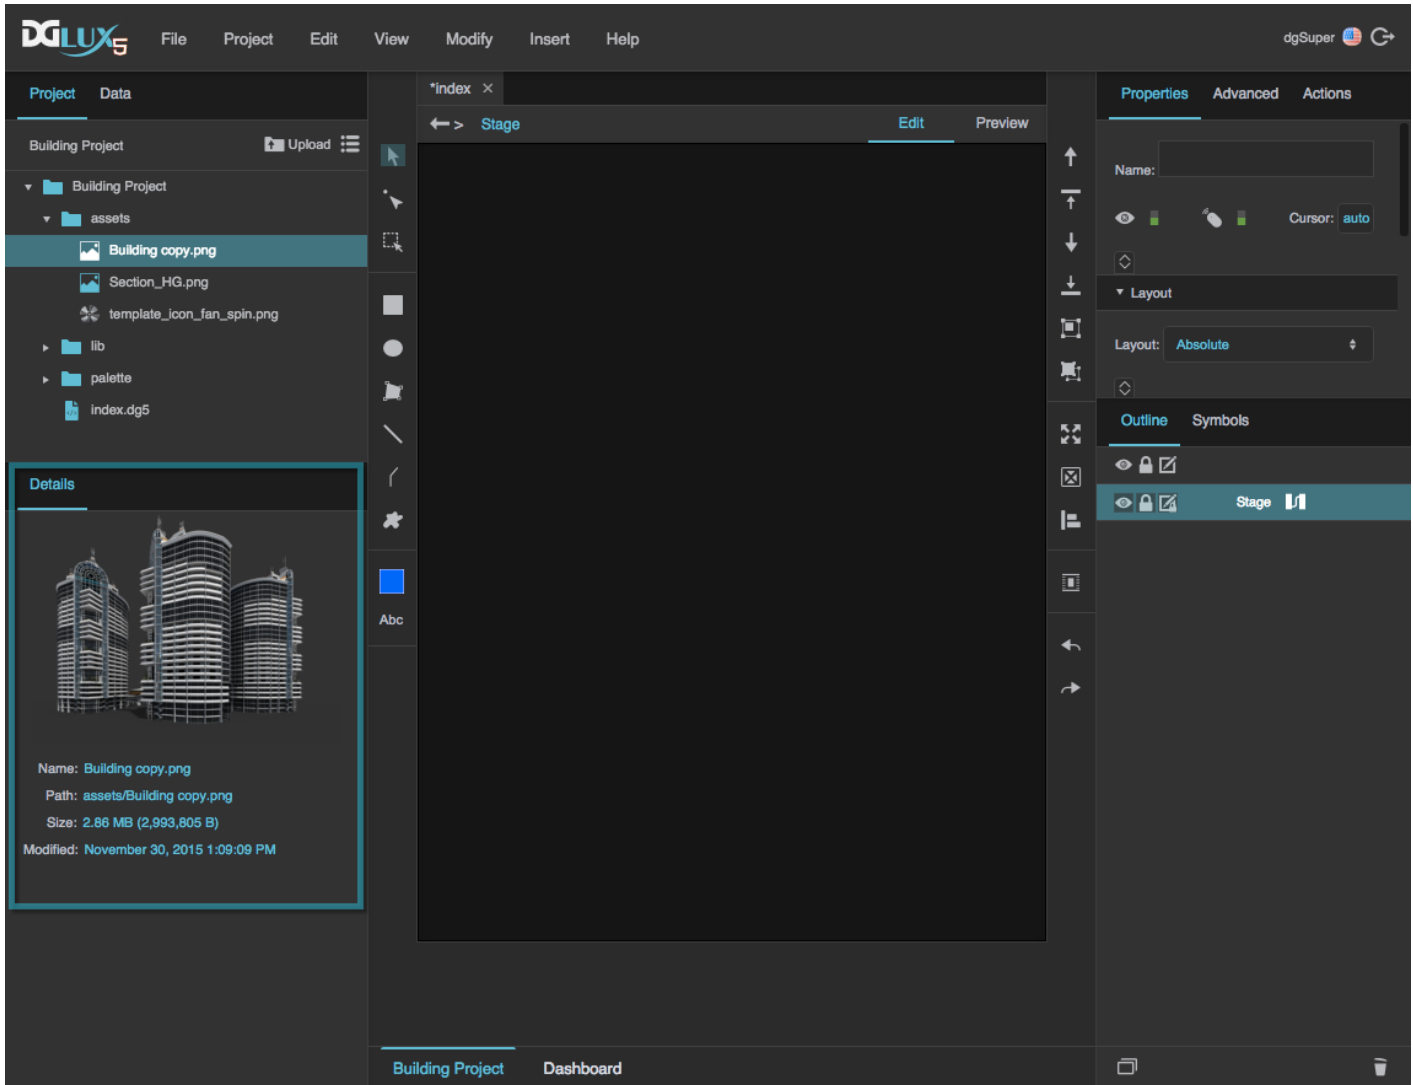 DGLUX5 File Project Edit View Modify Insert Help dgSuper
Project Data
Building Project Upload
Building Project
assets
Building copy.png
Section_HG.png
template_icon_fan_spin.png
lib
palette
index.dg5
Details
Name: Building copy.png
Path: assets/Building copy.png
Size: 2.86 MB (2,993,805 B)
Modified: November 30, 2015 1:09:09 PM
Abc
*index ×
> Stage Edit Preview
Building Project Dashboard
Properties Advanced Actions
Name:
Cursor: auto
Layout
Layout: Absolute
Outline Symbols
Stage